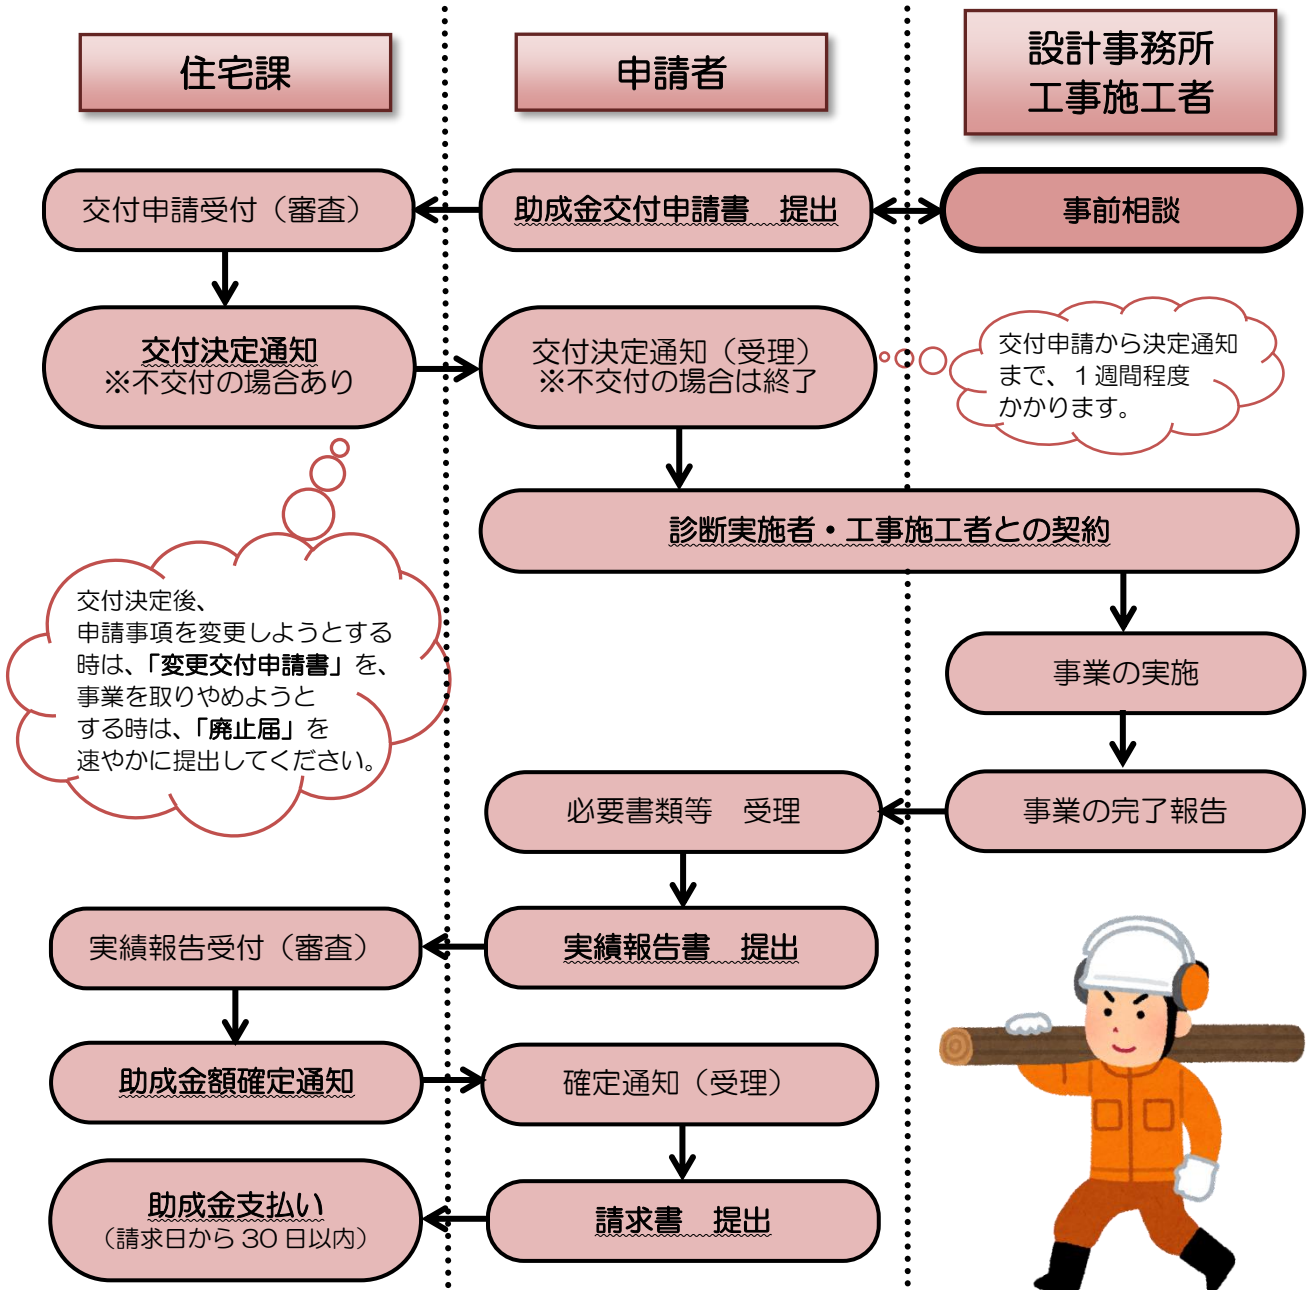 住宅課
申請者
設計事務所
工事施工者
交付申請受付（審査）
助成金交付申請書　提出
事前相談
交付決定通知
※不交付の場合あり
交付決定通知（受理）
※不交付の場合は終了
交付申請から決定通知
まで、１週間程度
かかります。
診断実施者・工事施工者との契約
交付決定後、
申請事項を変更しようとする
時は、「変更交付申請書」を、
事業を取りやめようと
する時は、「廃止届」を
速やかに提出してください。
事業の実施
必要書類等　受理
事業の完了報告
実績報告受付（審査）
実績報告書　提出
助成金額確定通知
確定通知（受理）
助成金支払い
（請求日から 30 日以内）
請求書　提出